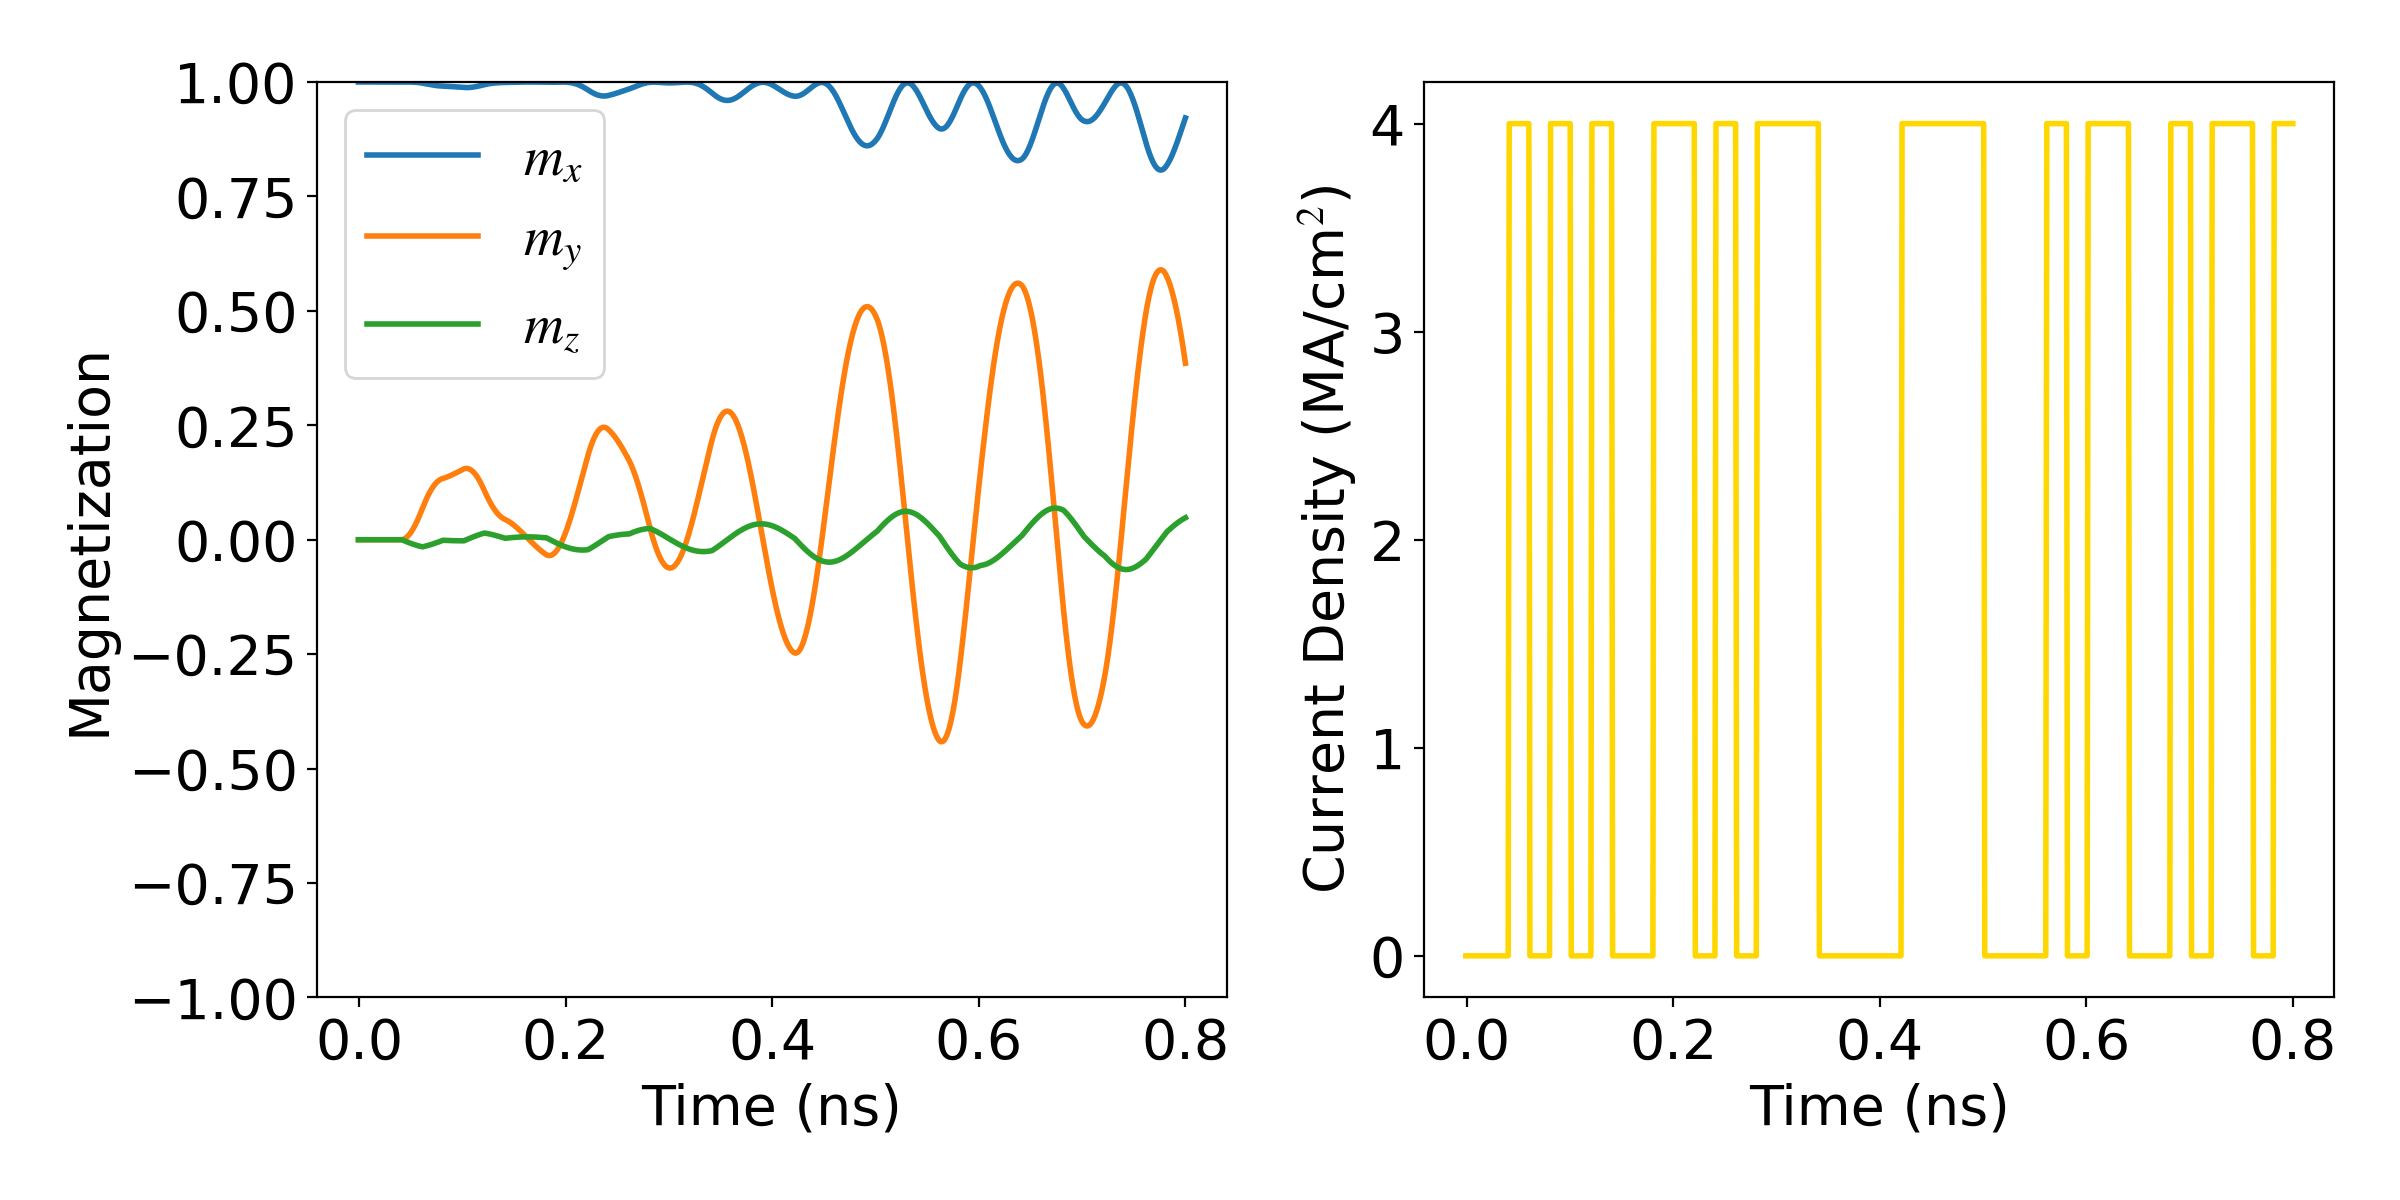 1.00
0.75
0.50
0.25
0.00
−0.25
−0.50
−0.75
−1.00
Magnetization
m_x
m_y
m_z
0.0 0.2 0.4 0.6 0.8
Time (ns)
4
3
2
1
0
Current Density (MA/cm²)
0.0 0.2 0.4 0.6 0.8
Time (ns)